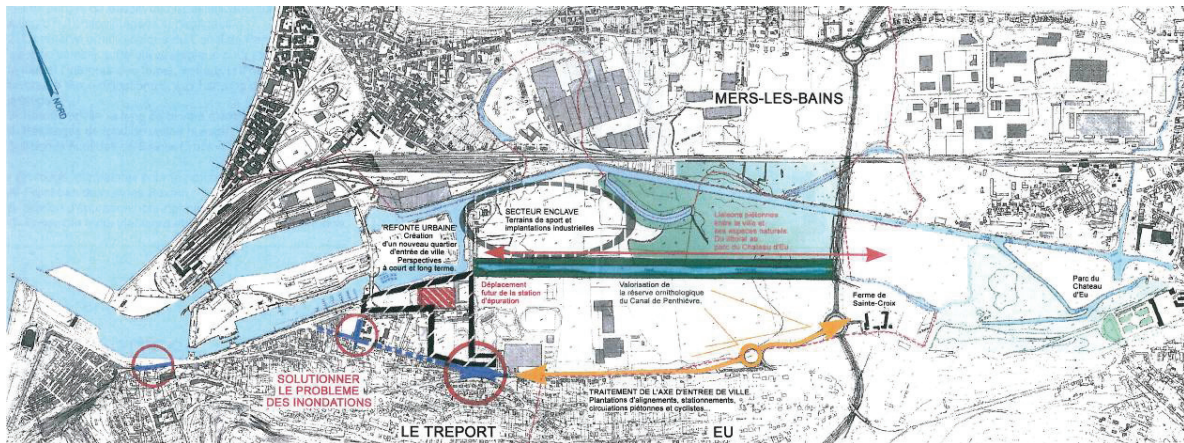 NORD
MERS-LES-BAINS
SECTEUR ENCLAVE
Terrains de sport et
implantations industrielles
'REFONTE URBAINE'
Création
d'un nouveau quartier
d'entrée de ville.
Perspectives
à court et long terme.
Liaisons piétonnes
entre la ville et
ses espaces naturels
Du littoral au
parc du Chateau d'Eu
Déplacement
futur de la station
d'épuration
Valorisation de
la réserve ornithologique
du Canal de Penthièvre.
Ferme de
Sainte-Croix
Parc du
Chateau
d'Eu
SOLUTIONNER
LE PROBLEME
DES INONDATIONS
TRAITEMENT DE L'AXE D'ENTREE DE VILLE
Plantations d'alignements, stationnements,
circulations piétonnes et cyclistes.
LE TREPORT
EU